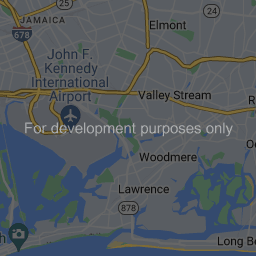 25
24
JAMAICA
Elmont
678
John F.
Kennedy
International
Airport
Valley Stream
R
For development purposes only
Woodmere
Oc
Lawrence
878
h
Long Be